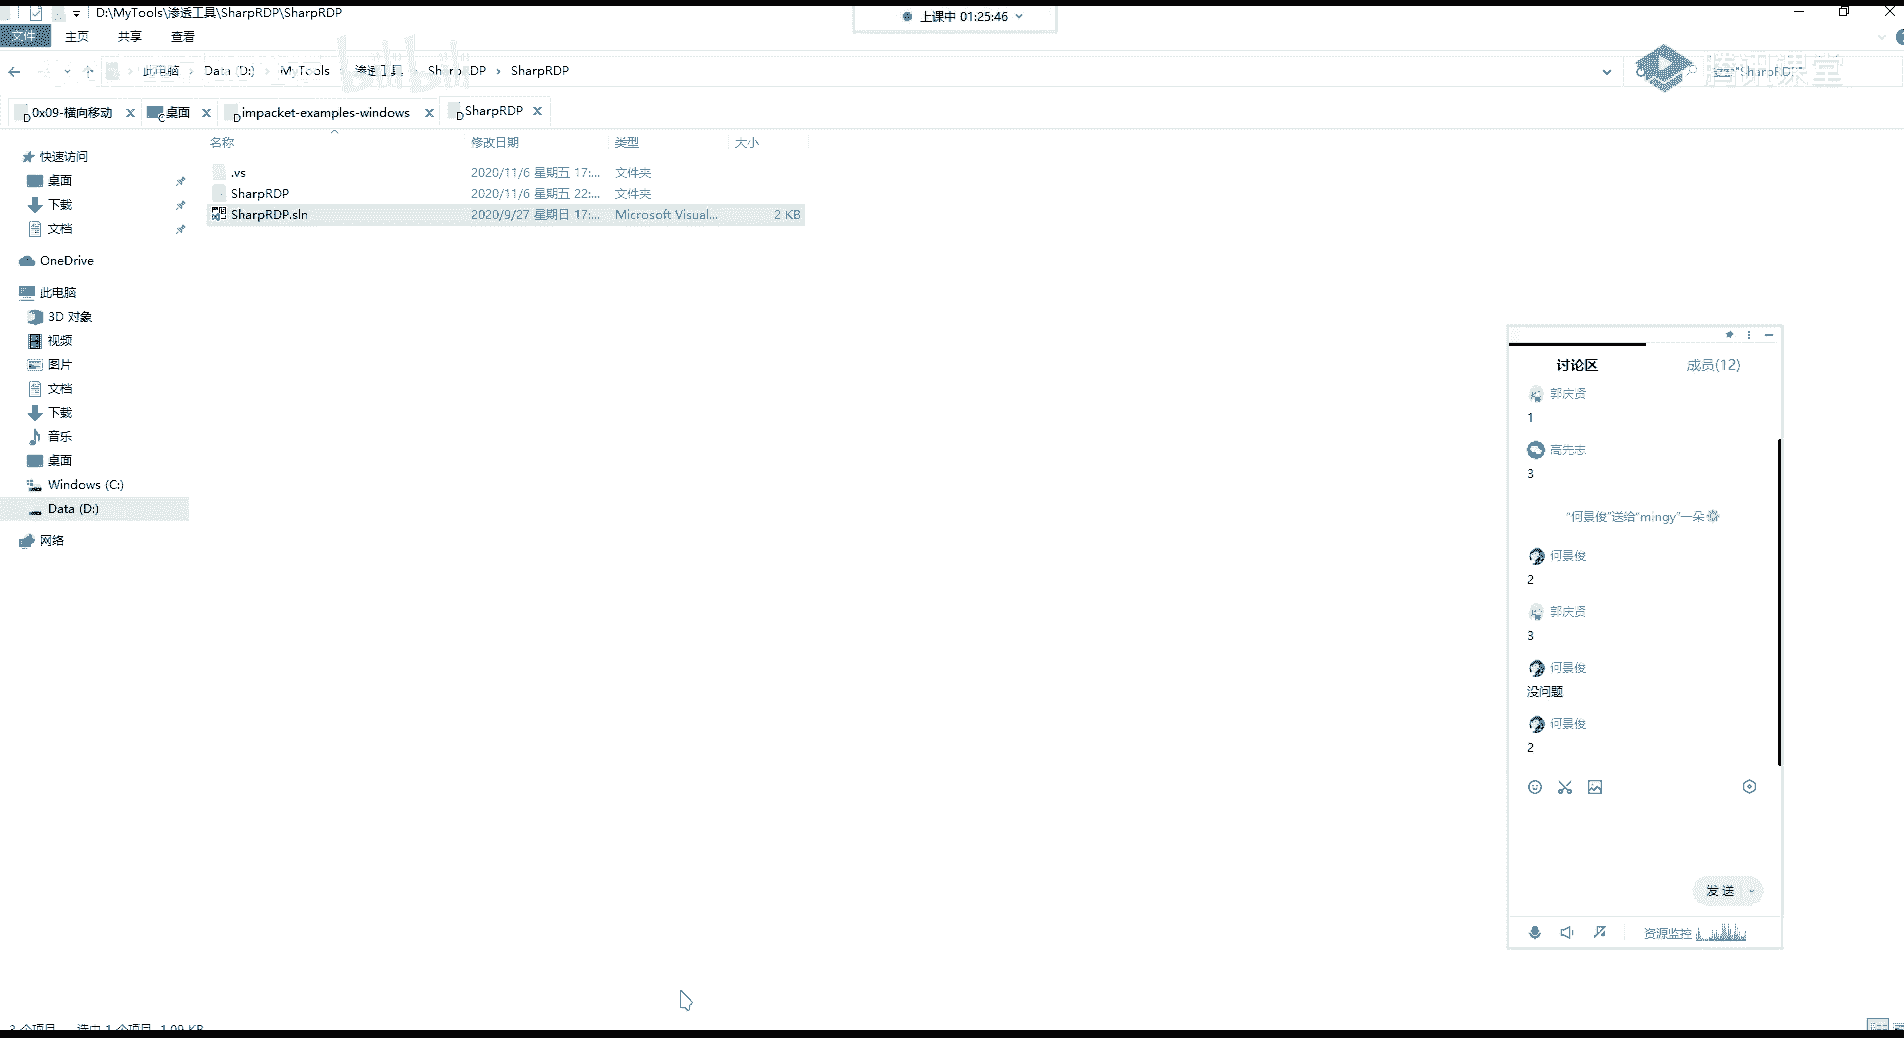 D:\MyTools\渗透工具\SharpRDP\SharpRDP
上课中 01:25:46
文件 主页 共享 查看
此电脑 Data (D:) MyTools 渗透工具 SharpRDP SharpRDP
腾讯课堂
0x09-横向移动 桌面 impacket-examples-windows SharpRDP
名称 修改日期 类型 大小
.vs 2020/11/6 星期五 17:... 文件夹
SharpRDP 2020/11/6 星期五 22:... 文件夹
SharpRDP.sln 2020/9/27 星期日 17:... Microsoft Visual... 2 KB
快速访问
桌面
下载
文档
OneDrive
此电脑
3D 对象
视频
图片
文档
下载
音乐
桌面
Windows (C:)
Data (D:)
网络
讨论区 成员(12)
郭庆贤
1
高先志
3
"何景俊"送给"mingy"一朵
何景俊
2
郭庆贤
3
何景俊
没问题
何景俊
2
发 送
资源监控
3 个项目 选中 1 个项目 1.09 KB